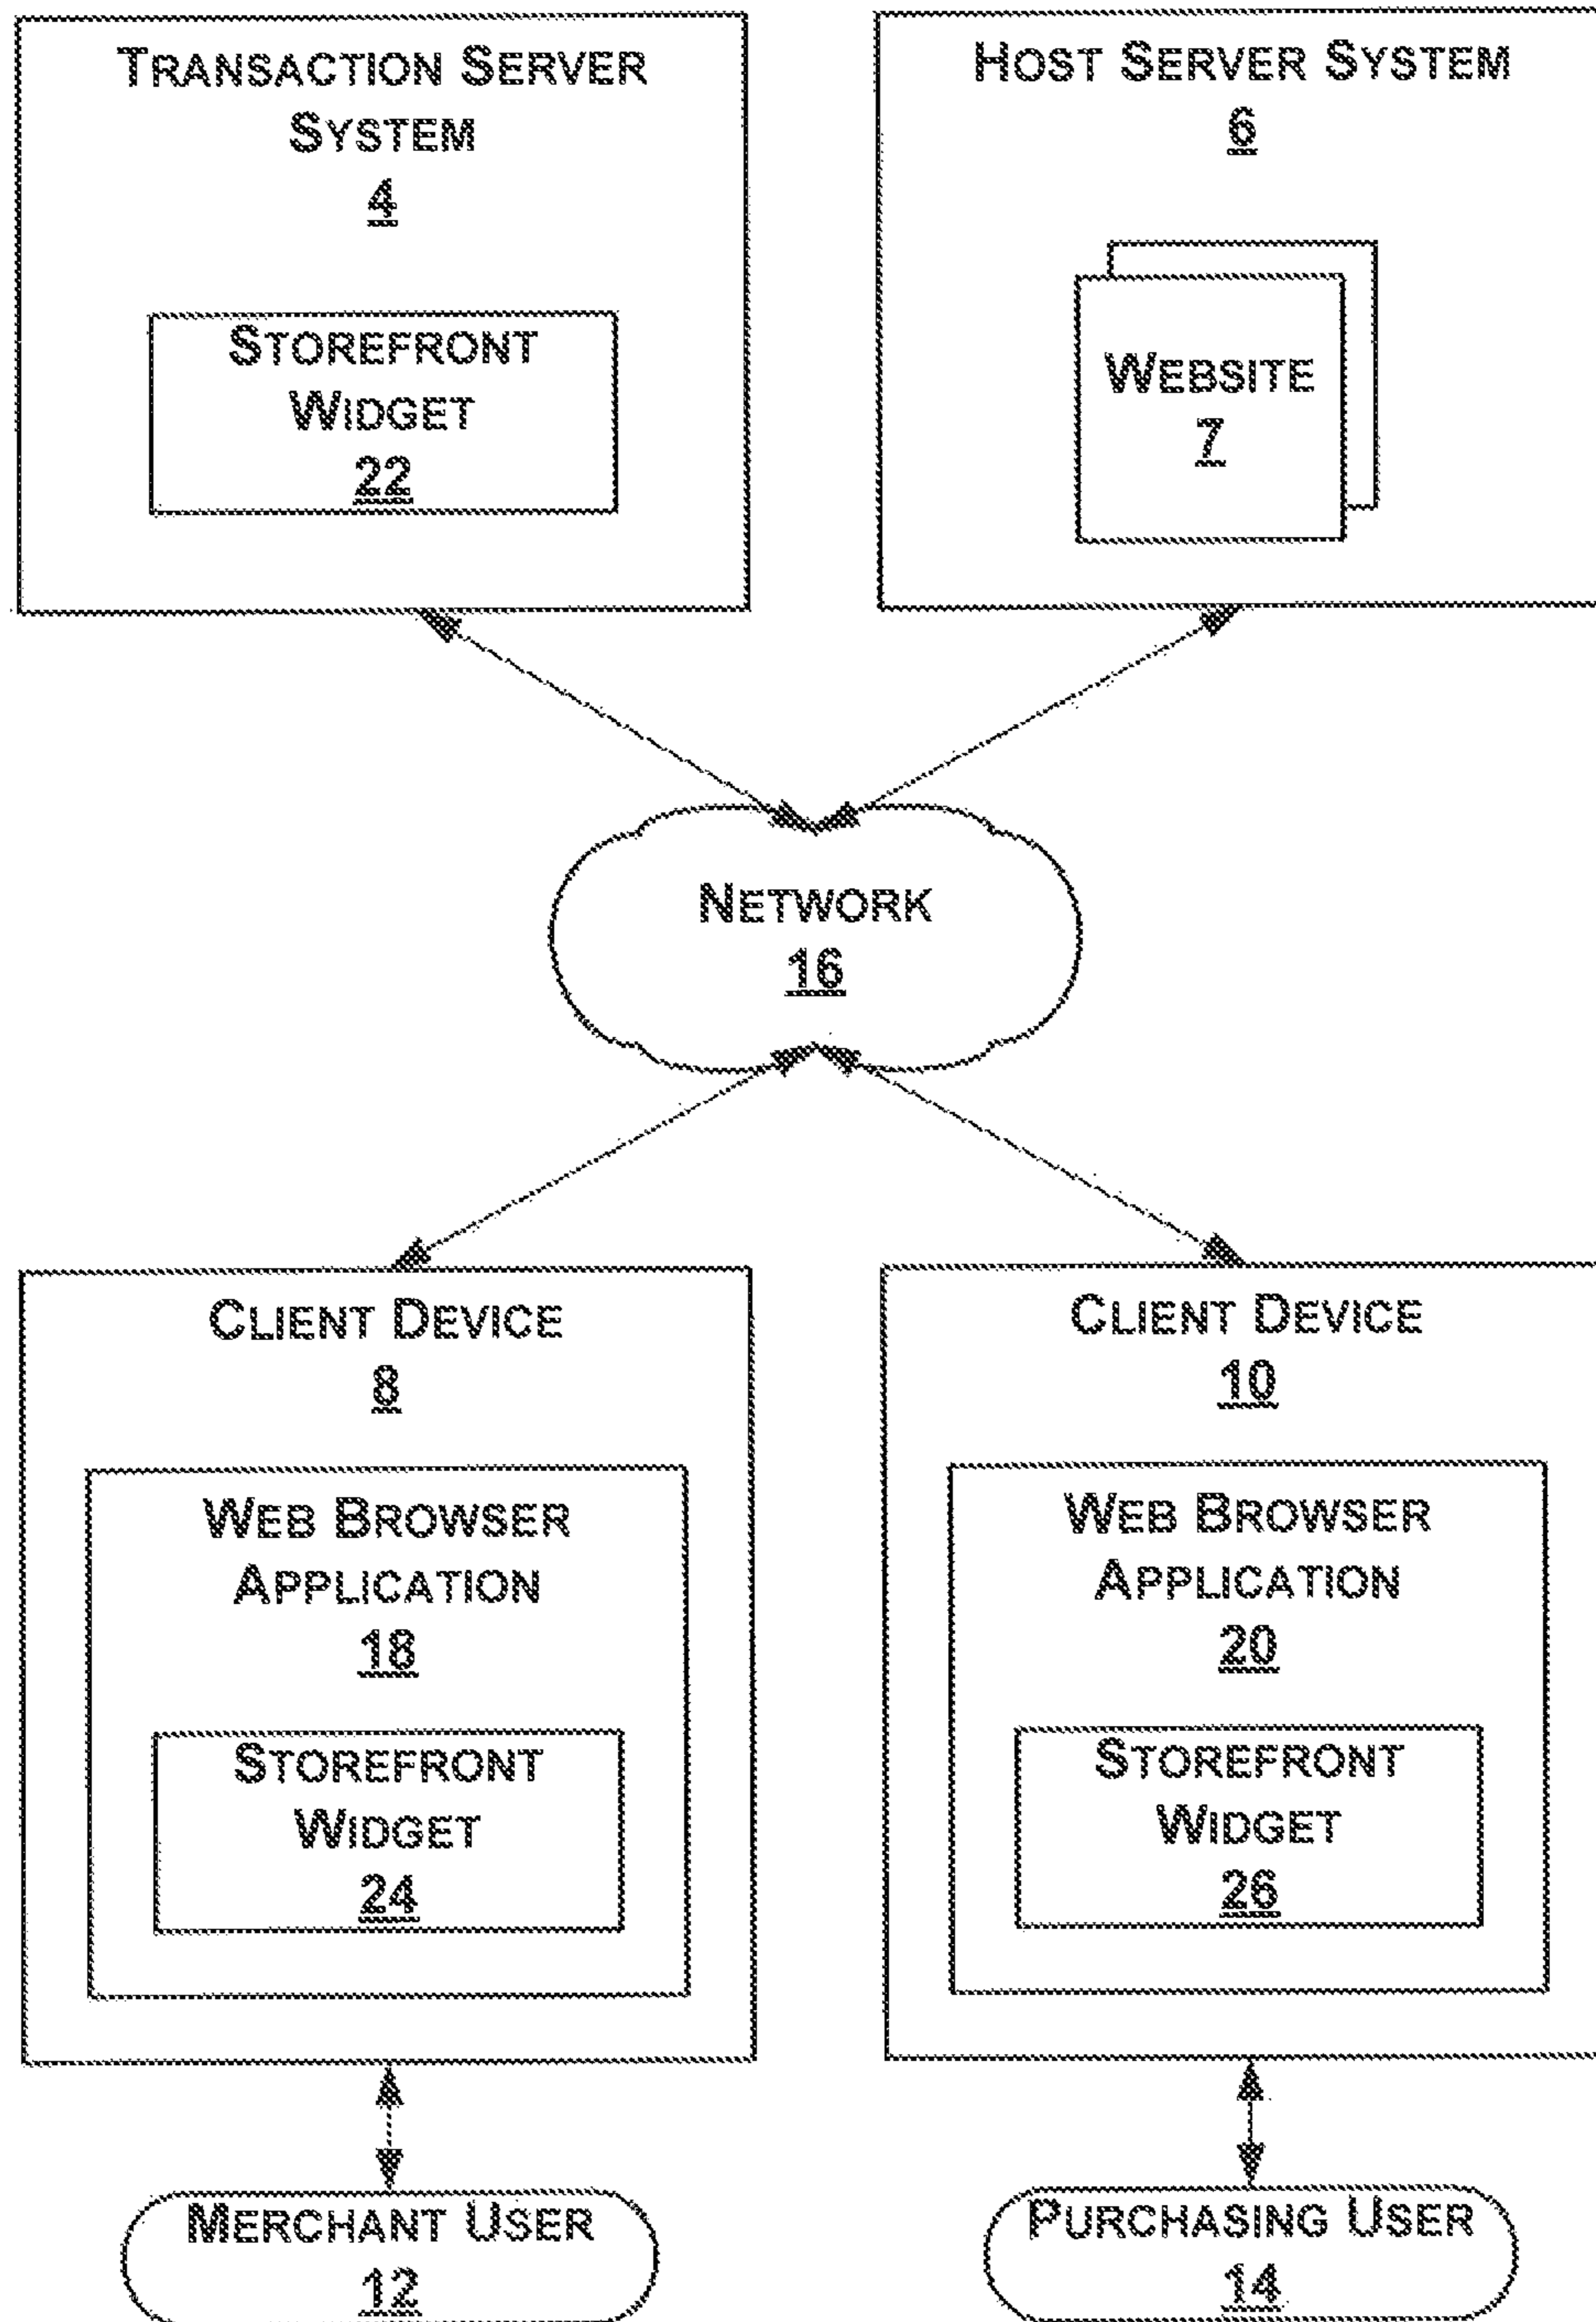 TRANSACTION SERVER
SYSTEM
4
STOREFRONT
WIDGET
22
HOST SERVER SYSTEM
6
WEBSITE
7
NETWORK
16
CLIENT DEVICE
8
WEB BROWSER
APPLICATION
18
STOREFRONT
WIDGET
24
CLIENT DEVICE
10
WEB BROWSER
APPLICATION
20
STOREFRONT
WIDGET
26
MERCHANT USER
12
PURCHASING USER
14